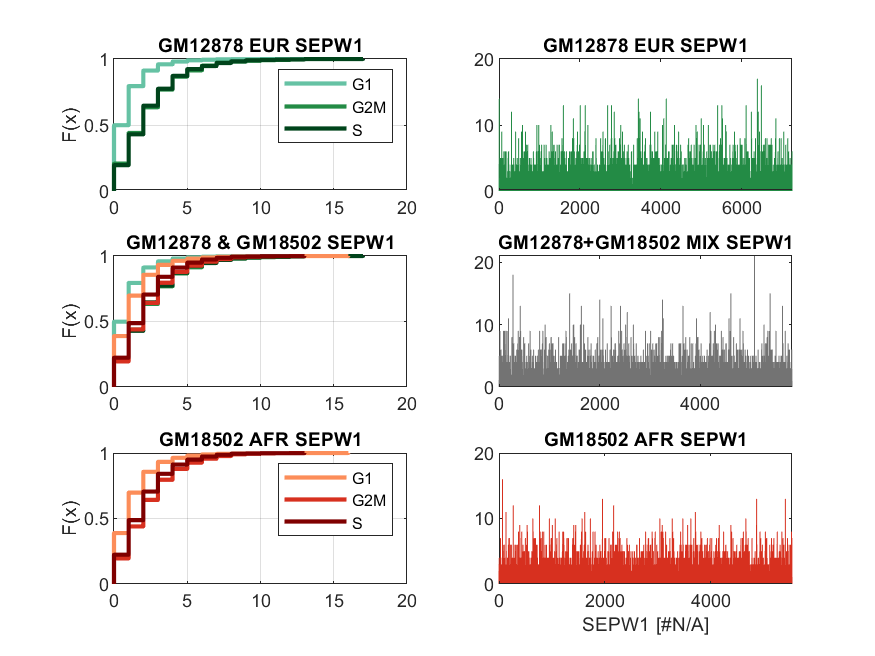 GM12878 EUR SEPW1
1
0.5
0
F(x)
0 5 10 15 20
G1
G2M
S
GM12878 EUR SEPW1
20
10
0
0 2000 4000 6000
GM12878 & GM18502 SEPW1
1
0.5
0
F(x)
0 5 10 15 20
GM12878+GM18502 MIX SEPW1
20
10
0
0 2000 4000
GM18502 AFR SEPW1
1
0.5
0
F(x)
0 5 10 15 20
G1
G2M
S
GM18502 AFR SEPW1
20
10
0
0 2000 4000
SEPW1 [#N/A]